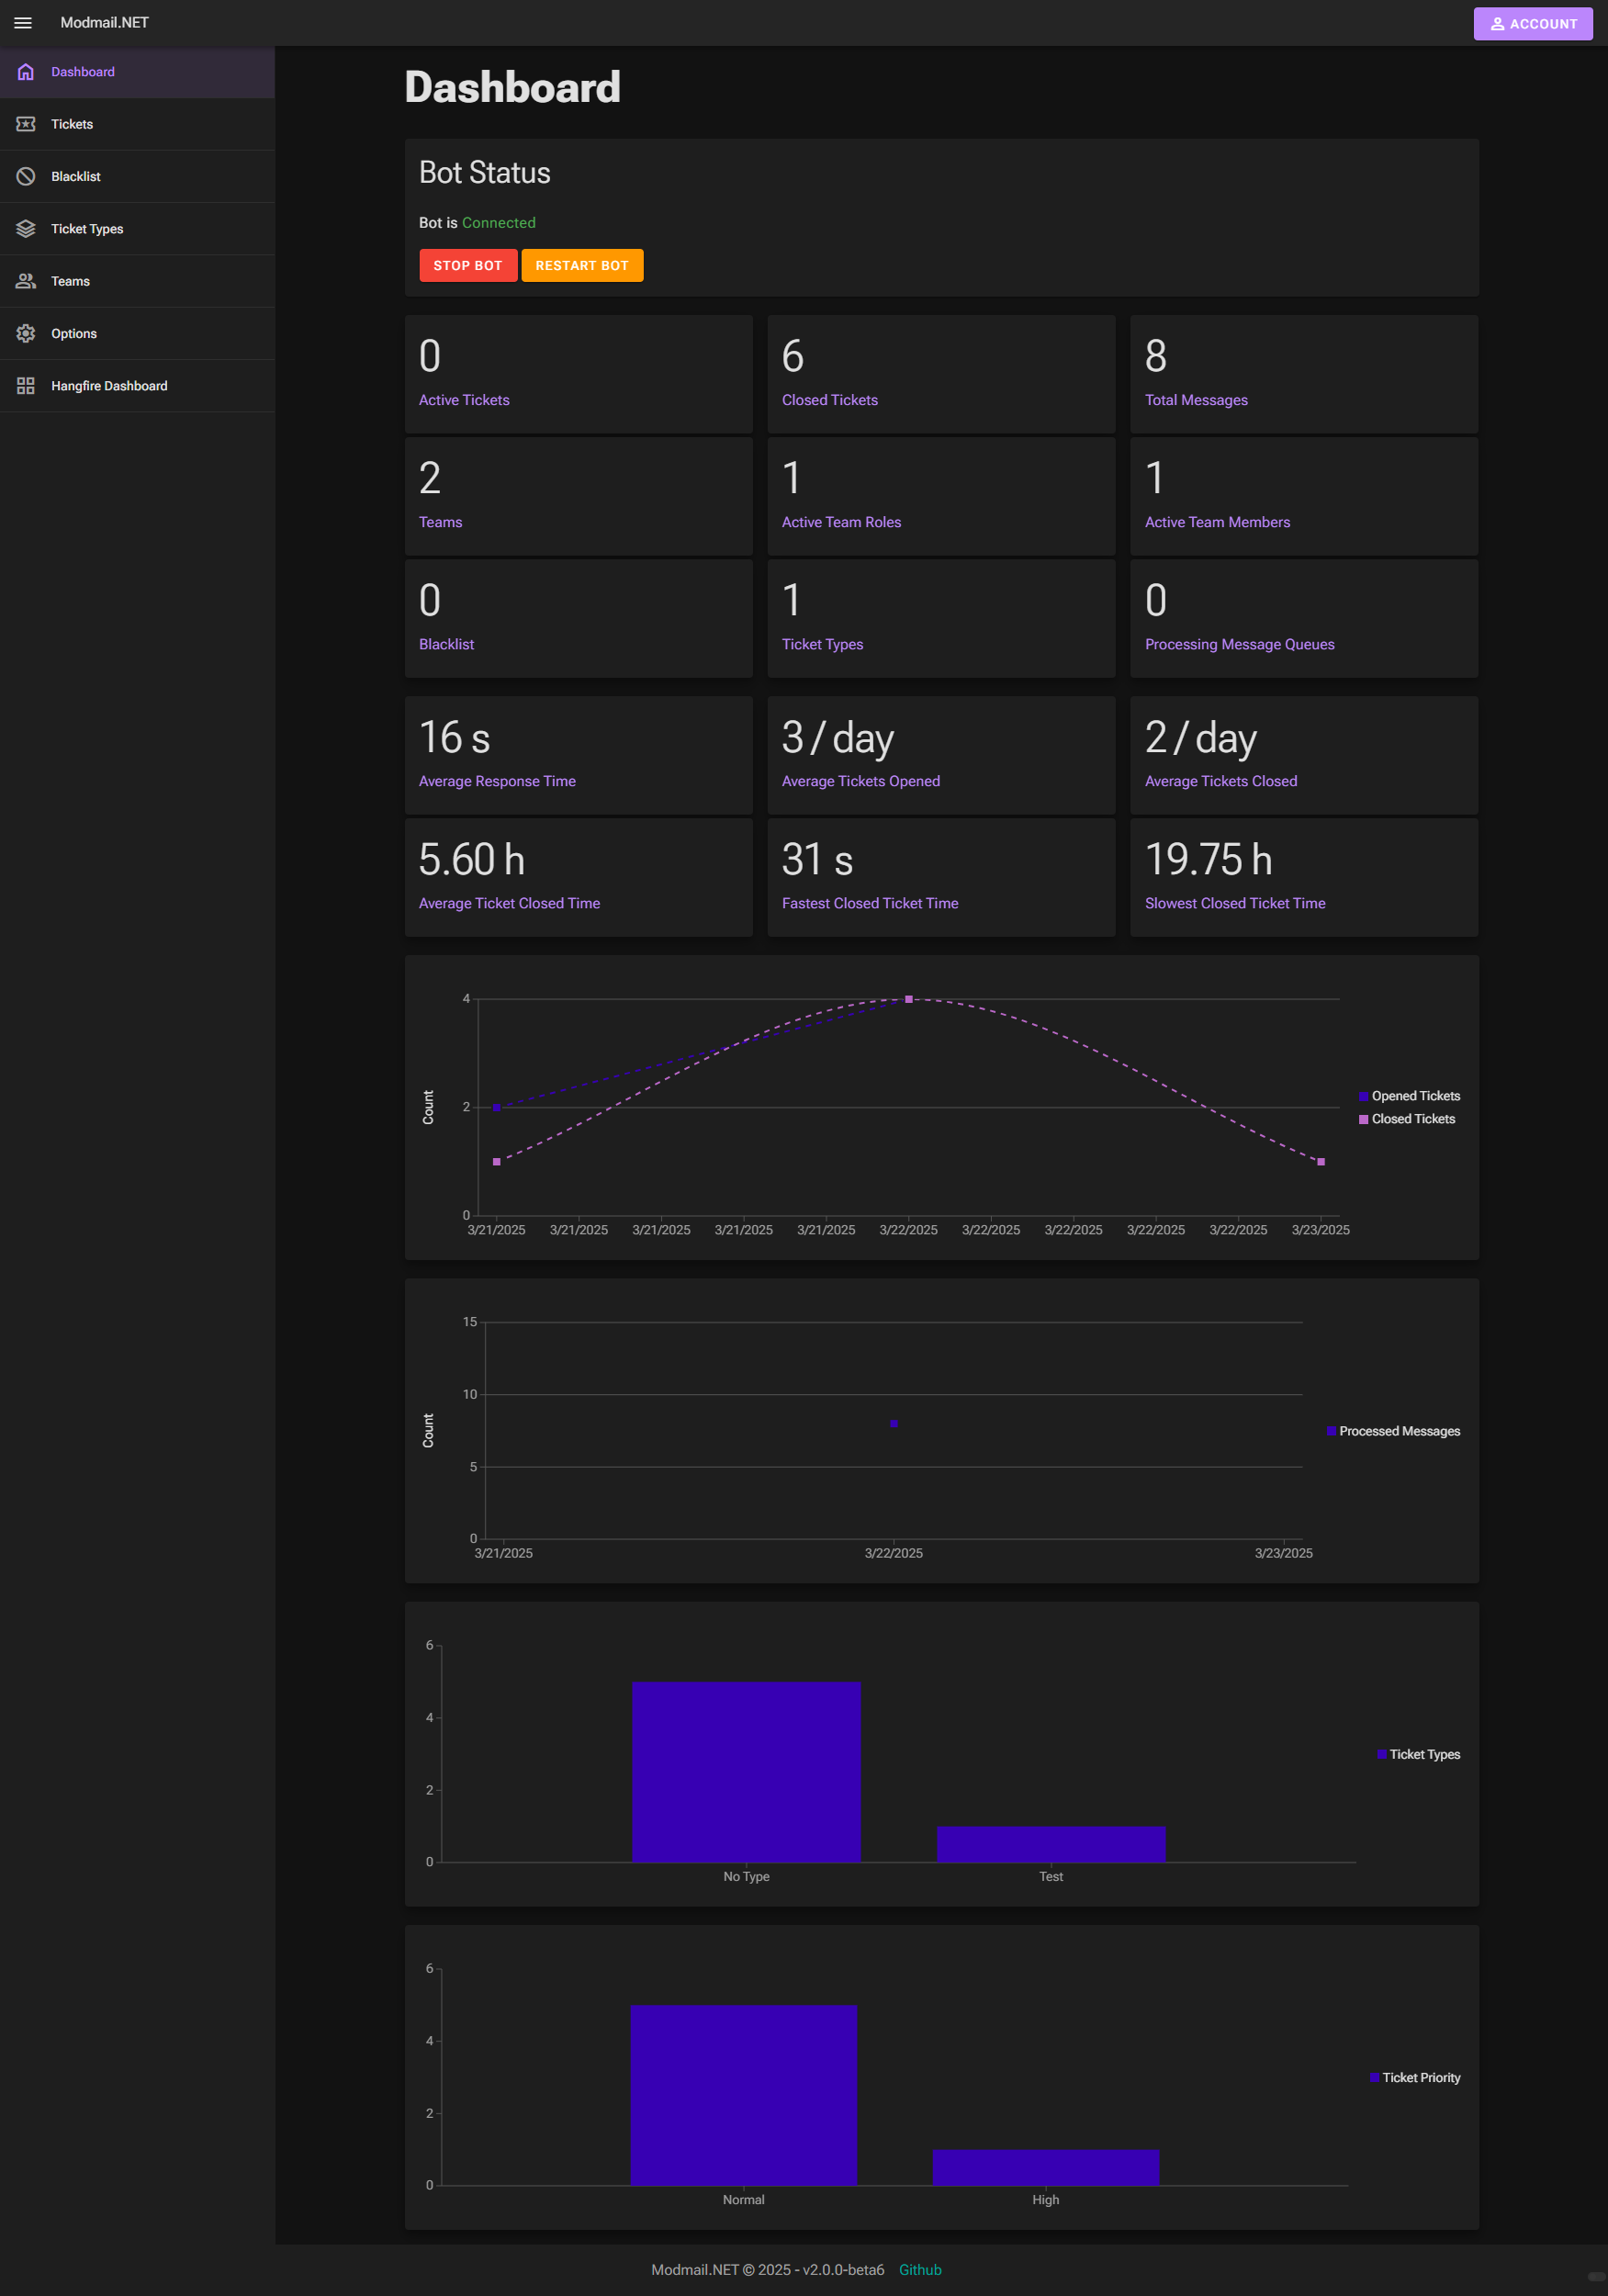 Modmail.NET
ACCOUNT
Dashboard
Tickets
Blacklist
Ticket Types
Teams
Options
Hangfire Dashboard
Dashboard
Bot Status
Bot is Connected
STOP BOT RESTART BOT
0
Active Tickets
6
Closed Tickets
8
Total Messages
2
Teams
1
Active Team Roles
1
Active Team Members
0
Blacklist
1
Ticket Types
0
Processing Message Queues
16 s
Average Response Time
3 / day
Average Tickets Opened
2 / day
Average Tickets Closed
5.60 h
Average Ticket Closed Time
31 s
Fastest Closed Ticket Time
19.75 h
Slowest Closed Ticket Time
4
2
0
Count
3/21/2025 3/21/2025 3/21/2025 3/21/2025 3/21/2025 3/22/2025 3/22/2025 3/22/2025 3/22/2025 3/22/2025 3/23/2025
Opened Tickets
Closed Tickets
15
10
5
0
Count
3/21/2025 3/22/2025 3/23/2025
Processed Messages
6
4
2
0
No Type Test
Ticket Types
6
4
2
0
Normal High
Ticket Priority
Modmail.NET © 2025 - v2.0.0-beta6 Github